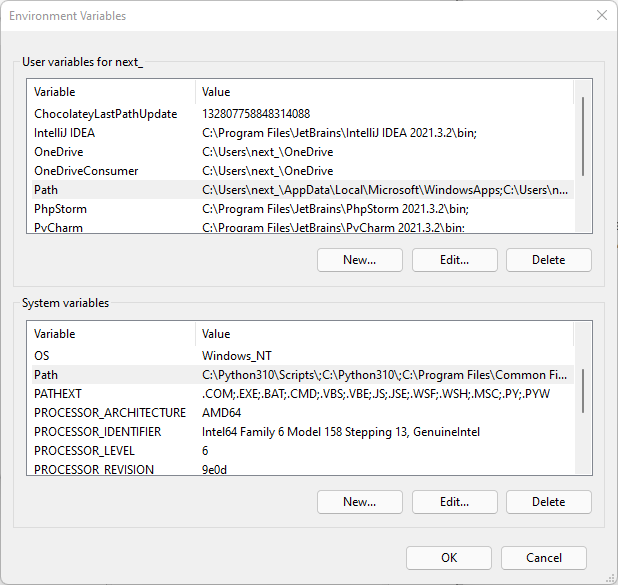 Environment Variables
User variables for next_
Variable Value
ChocolateyLastPathUpdate 132807758848314088
IntelliJ IDEA C:\Program Files\JetBrains\IntelliJ IDEA 2021.3.2\bin;
OneDrive C:\Users\next_\OneDrive
OneDriveConsumer C:\Users\next_\OneDrive
Path C:\Users\next_\AppData\Local\Microsoft\WindowsApps;C:\Users\n...
PhpStorm C:\Program Files\JetBrains\PhpStorm 2021.3.2\bin;
PyCharm C:\Program Files\JetBrains\PyCharm 2021.3.2\bin;
New... Edit... Delete
System variables
Variable Value
OS Windows_NT
Path C:\Python310\Scripts\;C:\Python310\;C:\Program Files\Common Fi...
PATHEXT .COM;.EXE;.BAT;.CMD;.VBS;.VBE;.JS;.JSE;.WSF;.WSH;.MSC;.PY;.PYW
PROCESSOR_ARCHITECTURE AMD64
PROCESSOR_IDENTIFIER Intel64 Family 6 Model 158 Stepping 13, GenuineIntel
PROCESSOR_LEVEL 6
PROCESSOR_REVISION 9e0d
New... Edit... Delete
OK Cancel